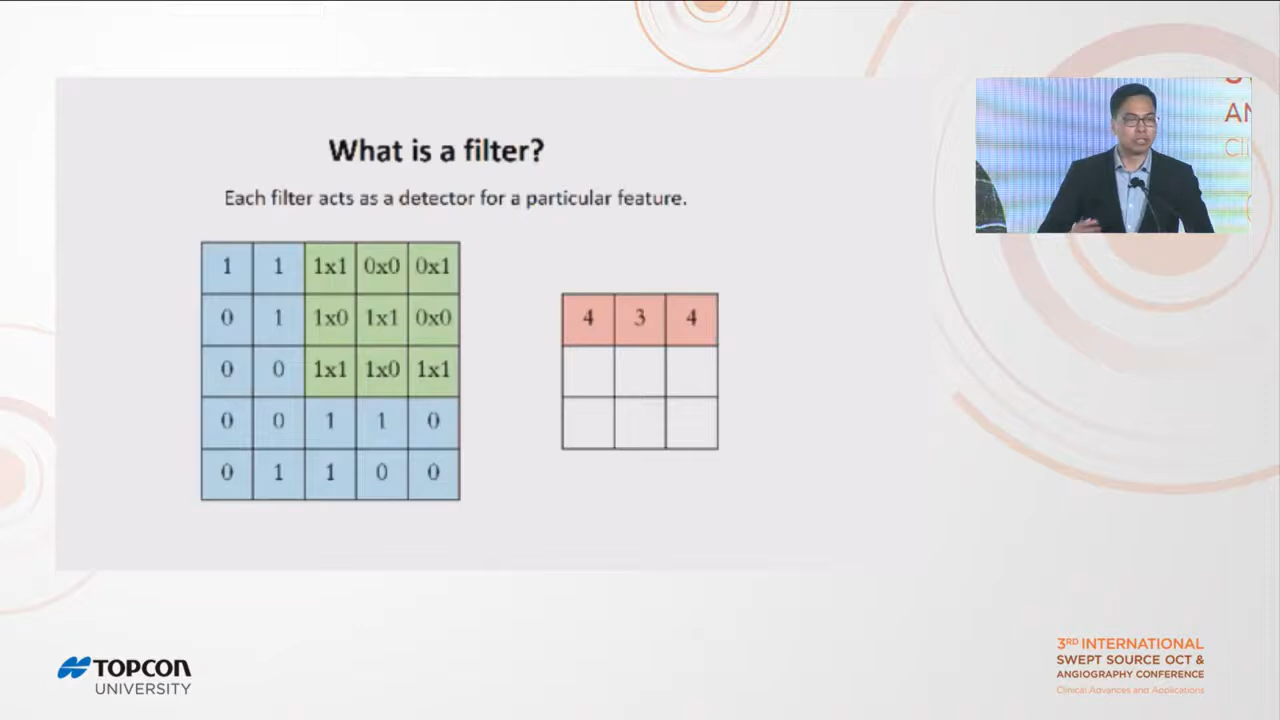 What is a filter?
Each filter acts as a detector for a particular feature.
1 1 1x1 0x0 0x1
0 1 1x0 1x1 0x0
0 0 1x1 1x0 1x1
0 0 1 1 0
0 1 1 0 0
4 3 4
AN
Cli
TOPCON
UNIVERSITY
3RD INTERNATIONAL
SWEPT SOURCE OCT &
ANGIOGRAPHY CONFERENCE
Clinical Advances and Applications